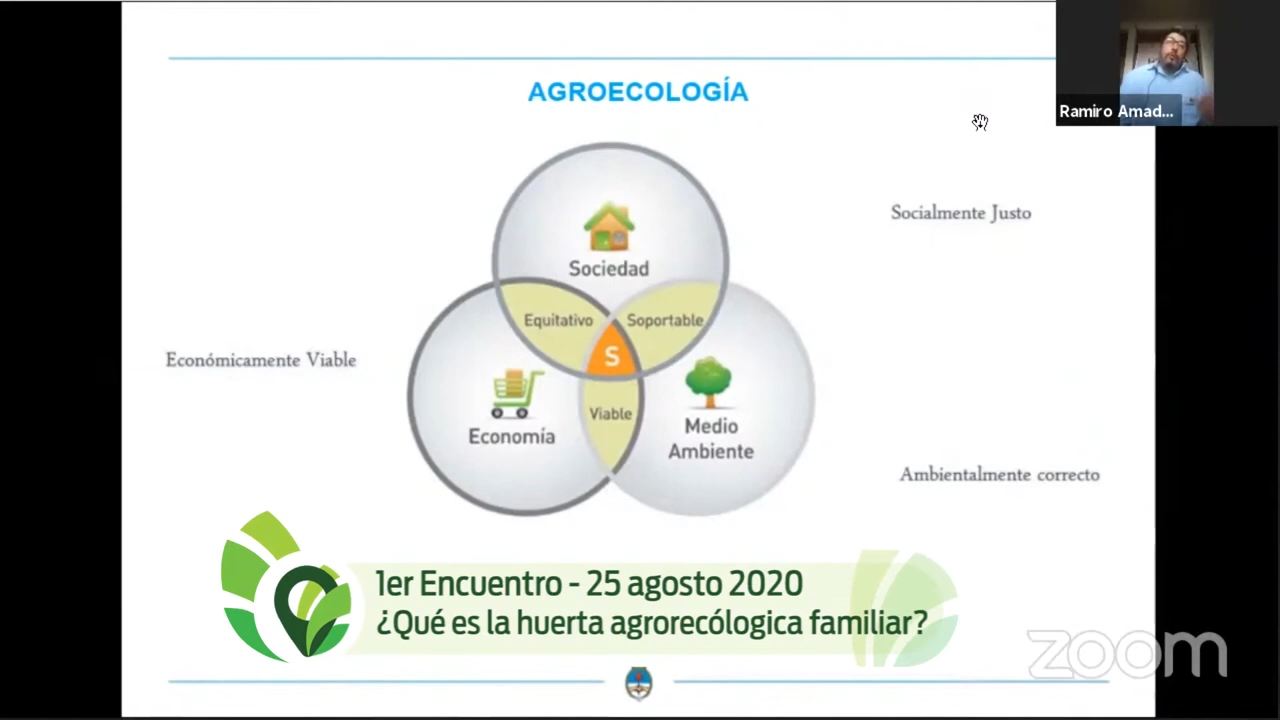 AGROECOLOGÍA
Ramiro Amad...
Socialmente Justo
Sociedad
Equitativo
Soportable
S
Económicamente Viable
Viable
Economía
Medio
Ambiente
Ambientalmente correcto
1er Encuentro - 25 agosto 2020
¿Qué es la huerta agrorecólogica familiar?
zoom